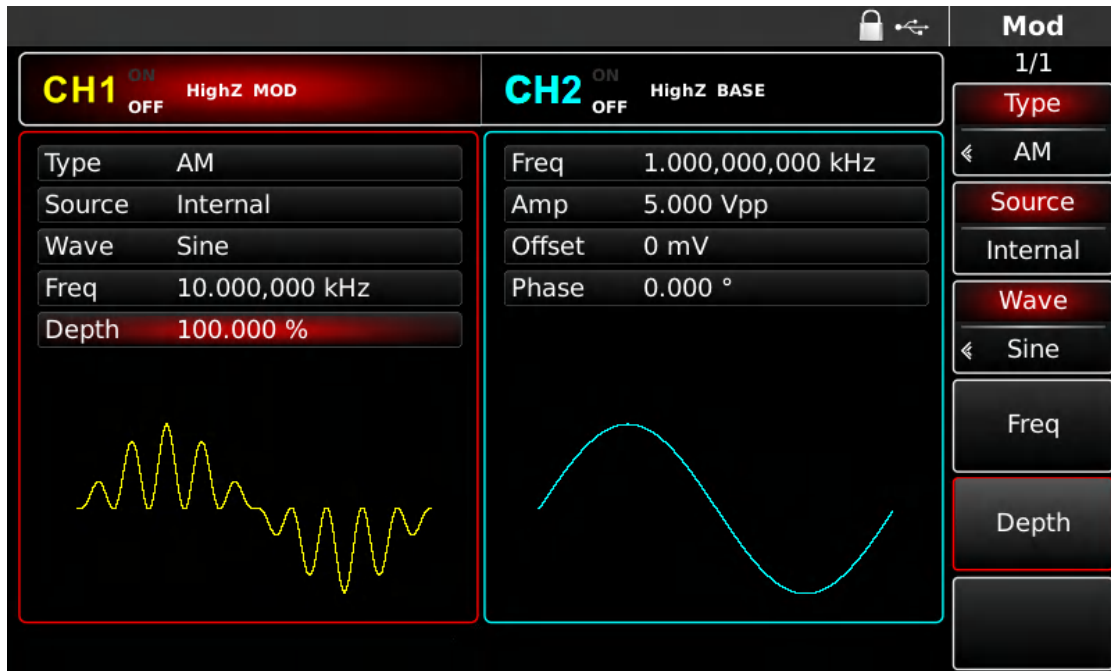 Mod
1/1
CH1 ON OFF HighZ MOD
CH2 ON OFF HighZ BASE
Type AM
Source Internal
Wave Sine
Freq 10.000,000 kHz
Depth 100.000 %
Freq 1.000,000,000 kHz
Amp 5.000 Vpp
Offset 0 mV
Phase 0.000 °
Type
AM
Source
Internal
Wave
Sine
Freq
Depth